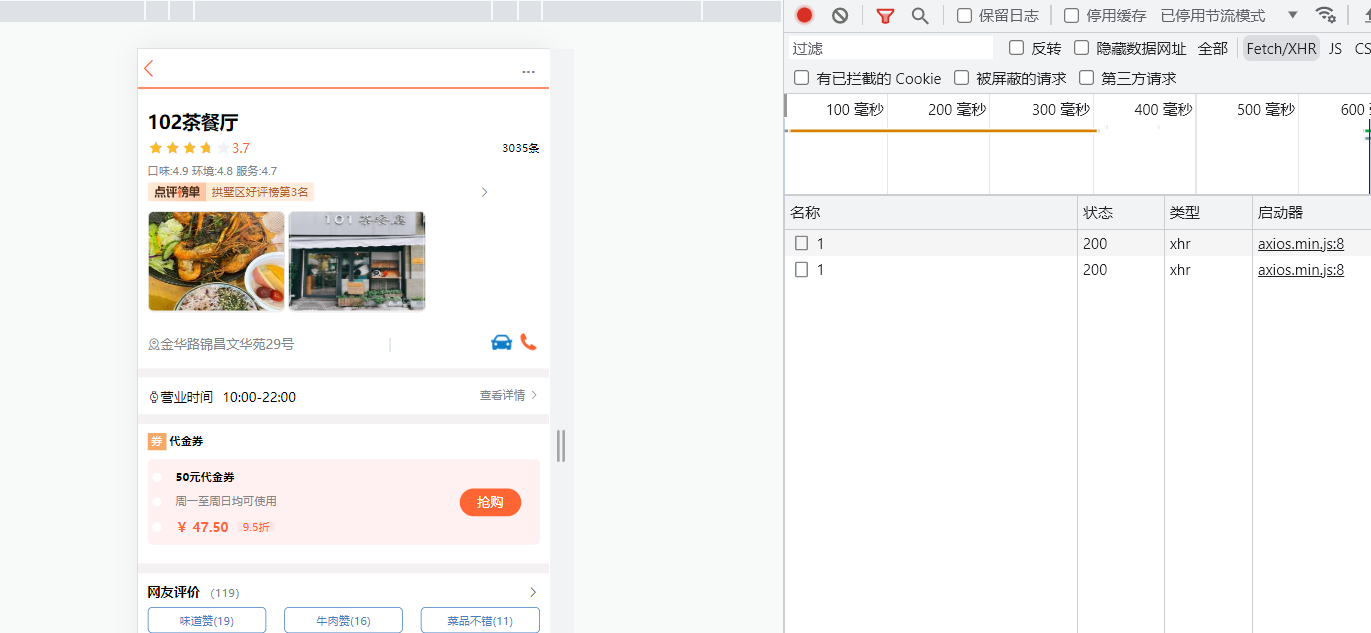 保留日志 停用缓存 已停用节流模式
过滤 反转 隐藏数据网址 全部 Fetch/XHR JS CS
有已拦截的 Cookie 被屏蔽的请求 第三方请求
100 毫秒 200 毫秒 300 毫秒 400 毫秒 500 毫秒 600
名称 状态 类型 启动器
1 200 xhr axios.min.js:8
1 200 xhr axios.min.js:8
102茶餐厅
3.7 3035条
口味:4.9 环境:4.8 服务:4.7
点评榜单 拱墅区好评榜第3名
101 茶餐店
金华路锦昌文华苑29号
营业时间 10:00-22:00 查看详情
券 代金券
50元代金券
周一至周日均可使用
抢购
¥ 47.50 9.5折
网友评价 (119)
味道赞(19) 牛肉赞(16) 菜品不错(11)